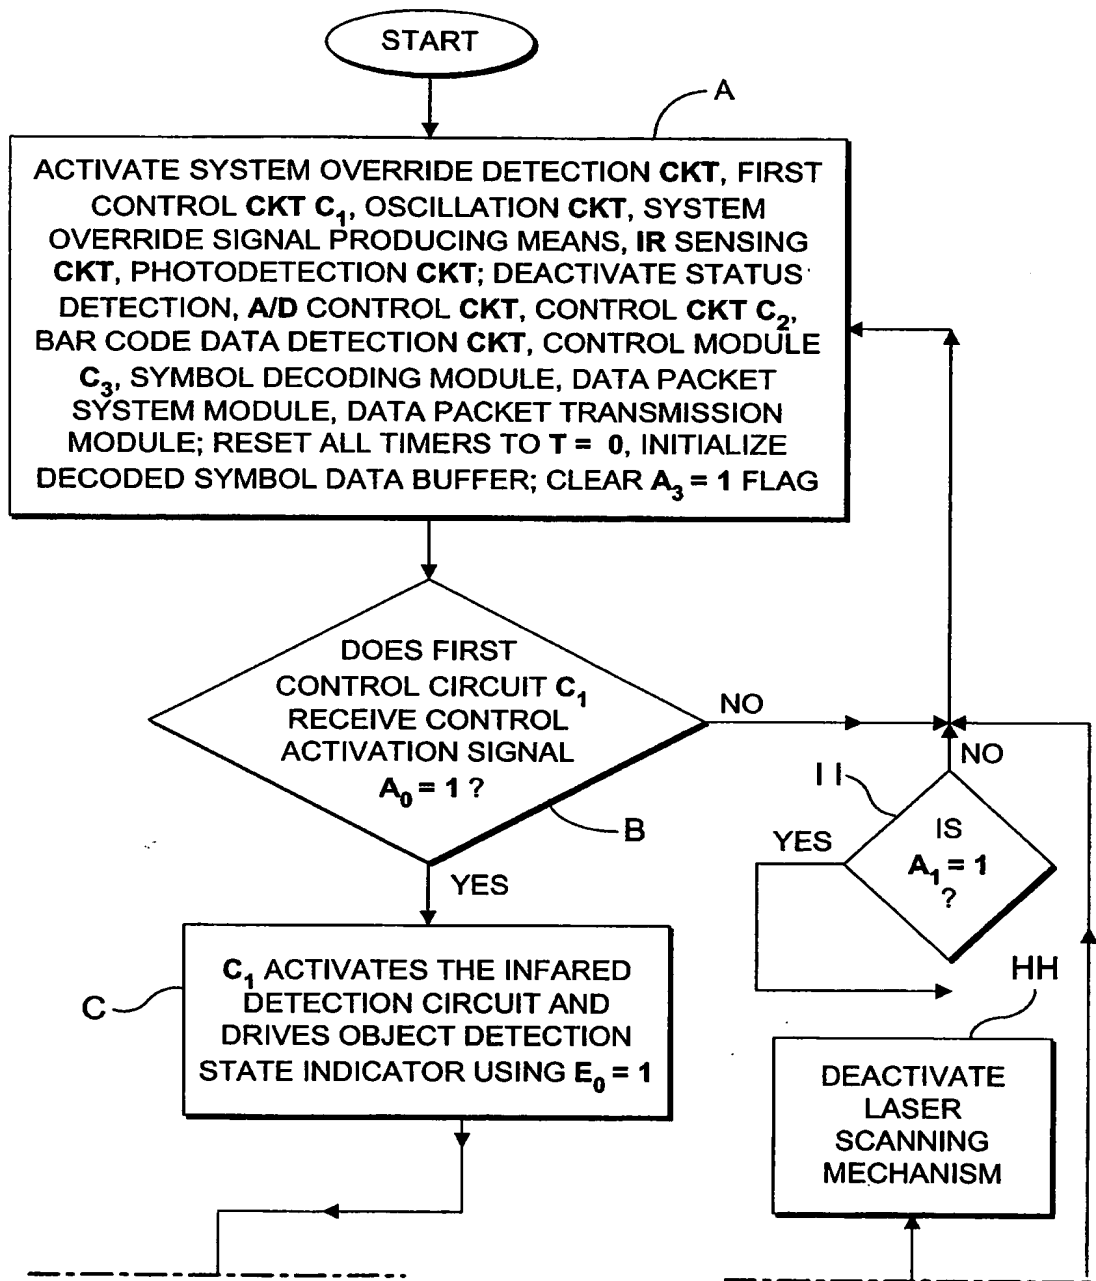 START
A
ACTIVATE SYSTEM OVERRIDE DETECTION CKT, FIRST
CONTROL CKT C₁, OSCILLATION CKT, SYSTEM
OVERRIDE SIGNAL PRODUCING MEANS, IR SENSING
CKT, PHOTODETECTION CKT; DEACTIVATE STATUS
DETECTION, A/D CONTROL CKT, CONTROL CKT C₂,
BAR CODE DATA DETECTION CKT, CONTROL MODULE
C₃, SYMBOL DECODING MODULE, DATA PACKET
SYSTEM MODULE, DATA PACKET TRANSMISSION
MODULE; RESET ALL TIMERS TO T = 0, INITIALIZE
DECODED SYMBOL DATA BUFFER; CLEAR A₃ = 1 FLAG
DOES FIRST
CONTROL CIRCUIT C₁
RECEIVE CONTROL
ACTIVATION SIGNAL
A₀ = 1 ?
NO
B
YES
NO
I I
YES
IS
A₁ = 1
?
C
C₁ ACTIVATES THE INFARED
DETECTION CIRCUIT AND
DRIVES OBJECT DETECTION
STATE INDICATOR USING E₀ = 1
HH
DEACTIVATE
LASER
SCANNING
MECHANISM